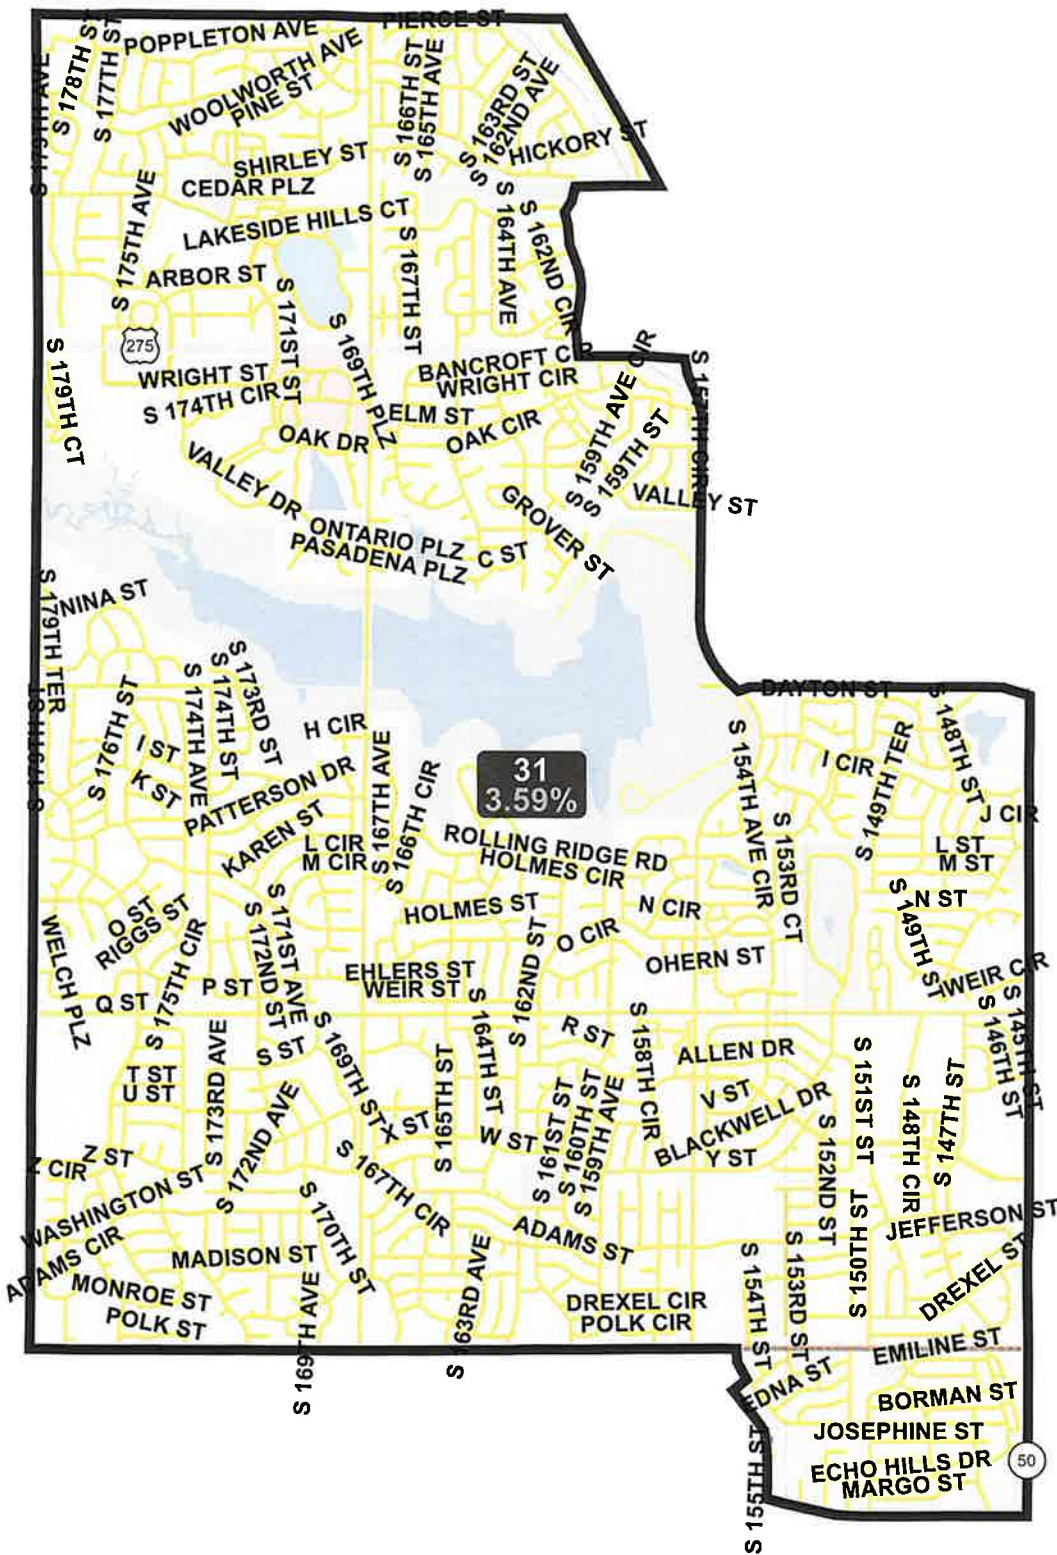 PIERCE ST
POPPLETON AVE
S 179TH AVE
S 178TH ST
S 177TH ST
WOOLWORTH AVE
PINE ST
S 166TH ST
S 165TH AVE
S 163RD ST
S 162ND AVE
HICKORY ST
SHIRLEY ST
CEDAR PLZ
S 175TH AVE
LAKESIDE HILLS CT
S 167TH ST
S 164TH AVE
S 162ND CIR
ARBOR ST
S 171ST ST
S 169TH PLZ
275
S 179TH CT
WRIGHT ST
S 174TH CIR
BANCROFT CIR
WRIGHT CIR
S 159TH AVE CIR
S 159TH ST
S 157TH CIR
ELM ST
OAK CIR
OAK DR
VALLEY DR
VALLEY ST
GROVER ST
ONTARIO PLZ
PASADENA PLZ
C ST
S 179TH TER
NINA ST
S 179TH ST
S 176TH ST
S 174TH AVE
S 174TH ST
S 173RD ST
H CIR
DAYTON ST
I ST
K ST
PATTERSON DR
KAREN ST
S 167TH AVE
S 166TH CIR
L CIR
M CIR
31
3.59%
S 154TH AVE CIR
S 153RD CT
I CIR
S 149TH TER
S 148TH ST
J CIR
L ST
M ST
ROLLING RIDGE RD
HOLMES CIR
HOLMES ST
N CIR
N ST
S 149TH ST
O ST
RIGGS ST
WELCH PLZ
S 175TH CIR
S 172ND ST
S 171ST AVE
O CIR
S 162ND ST
OHERN ST
EHLERS ST
WEIR ST
WEIR CIR
S 146TH ST
S 145TH ST
Q ST
P ST
S 164TH ST
R ST
S 158TH CIR
ALLEN DR
S ST
S 169TH ST
S 173RD AVE
T ST
U ST
S 172ND AVE
X ST
S 165TH ST
W ST
S 161ST ST
S 160TH ST
S 159TH AVE
V ST
BLACKWELL DR
Y ST
S 152ND ST
S 151ST ST
S 148TH CIR
S 147TH ST
Z ST
Z CIR
WASHINGTON ST
ADAMS CIR
S 167TH CIR
S 170TH ST
ADAMS ST
S 150TH ST
JEFFERSON ST
DREXEL ST
MADISON ST
MONROE ST
POLK ST
S 169TH AVE
S 163RD AVE
DREXEL CIR
POLK CIR
S 154TH ST
S 153RD ST
EMILINE ST
EDNA ST
BORMAN ST
JOSEPHINE ST
ECHO HILLS DR
MARGO ST
50
S 155TH ST